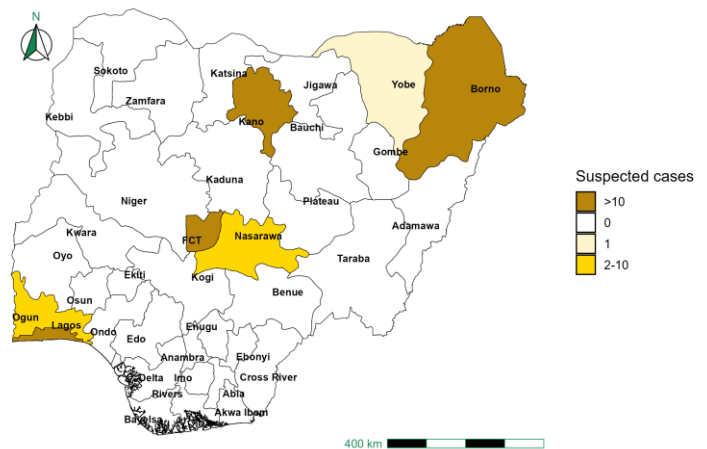 N
Sokoto
Katsina
Jigawa
Yobe
Borno
Zamfara
Kebbi
Kano
Bauchi
Gombe
Kaduna
Niger
Plateau
Adamawa
Kwara
FCT
Nasarawa
Oyo
Taraba
Ekiti
Kogi
Benue
Osun
Ogun
Lagos
Ondo
Edo
Enugu
Anambra
Ebonyi
Delta
Imo
Cross River
Rivers
Abia
Akwa Ibom
Bayelsa
Suspected cases
>10
0
1
2-10
400 km